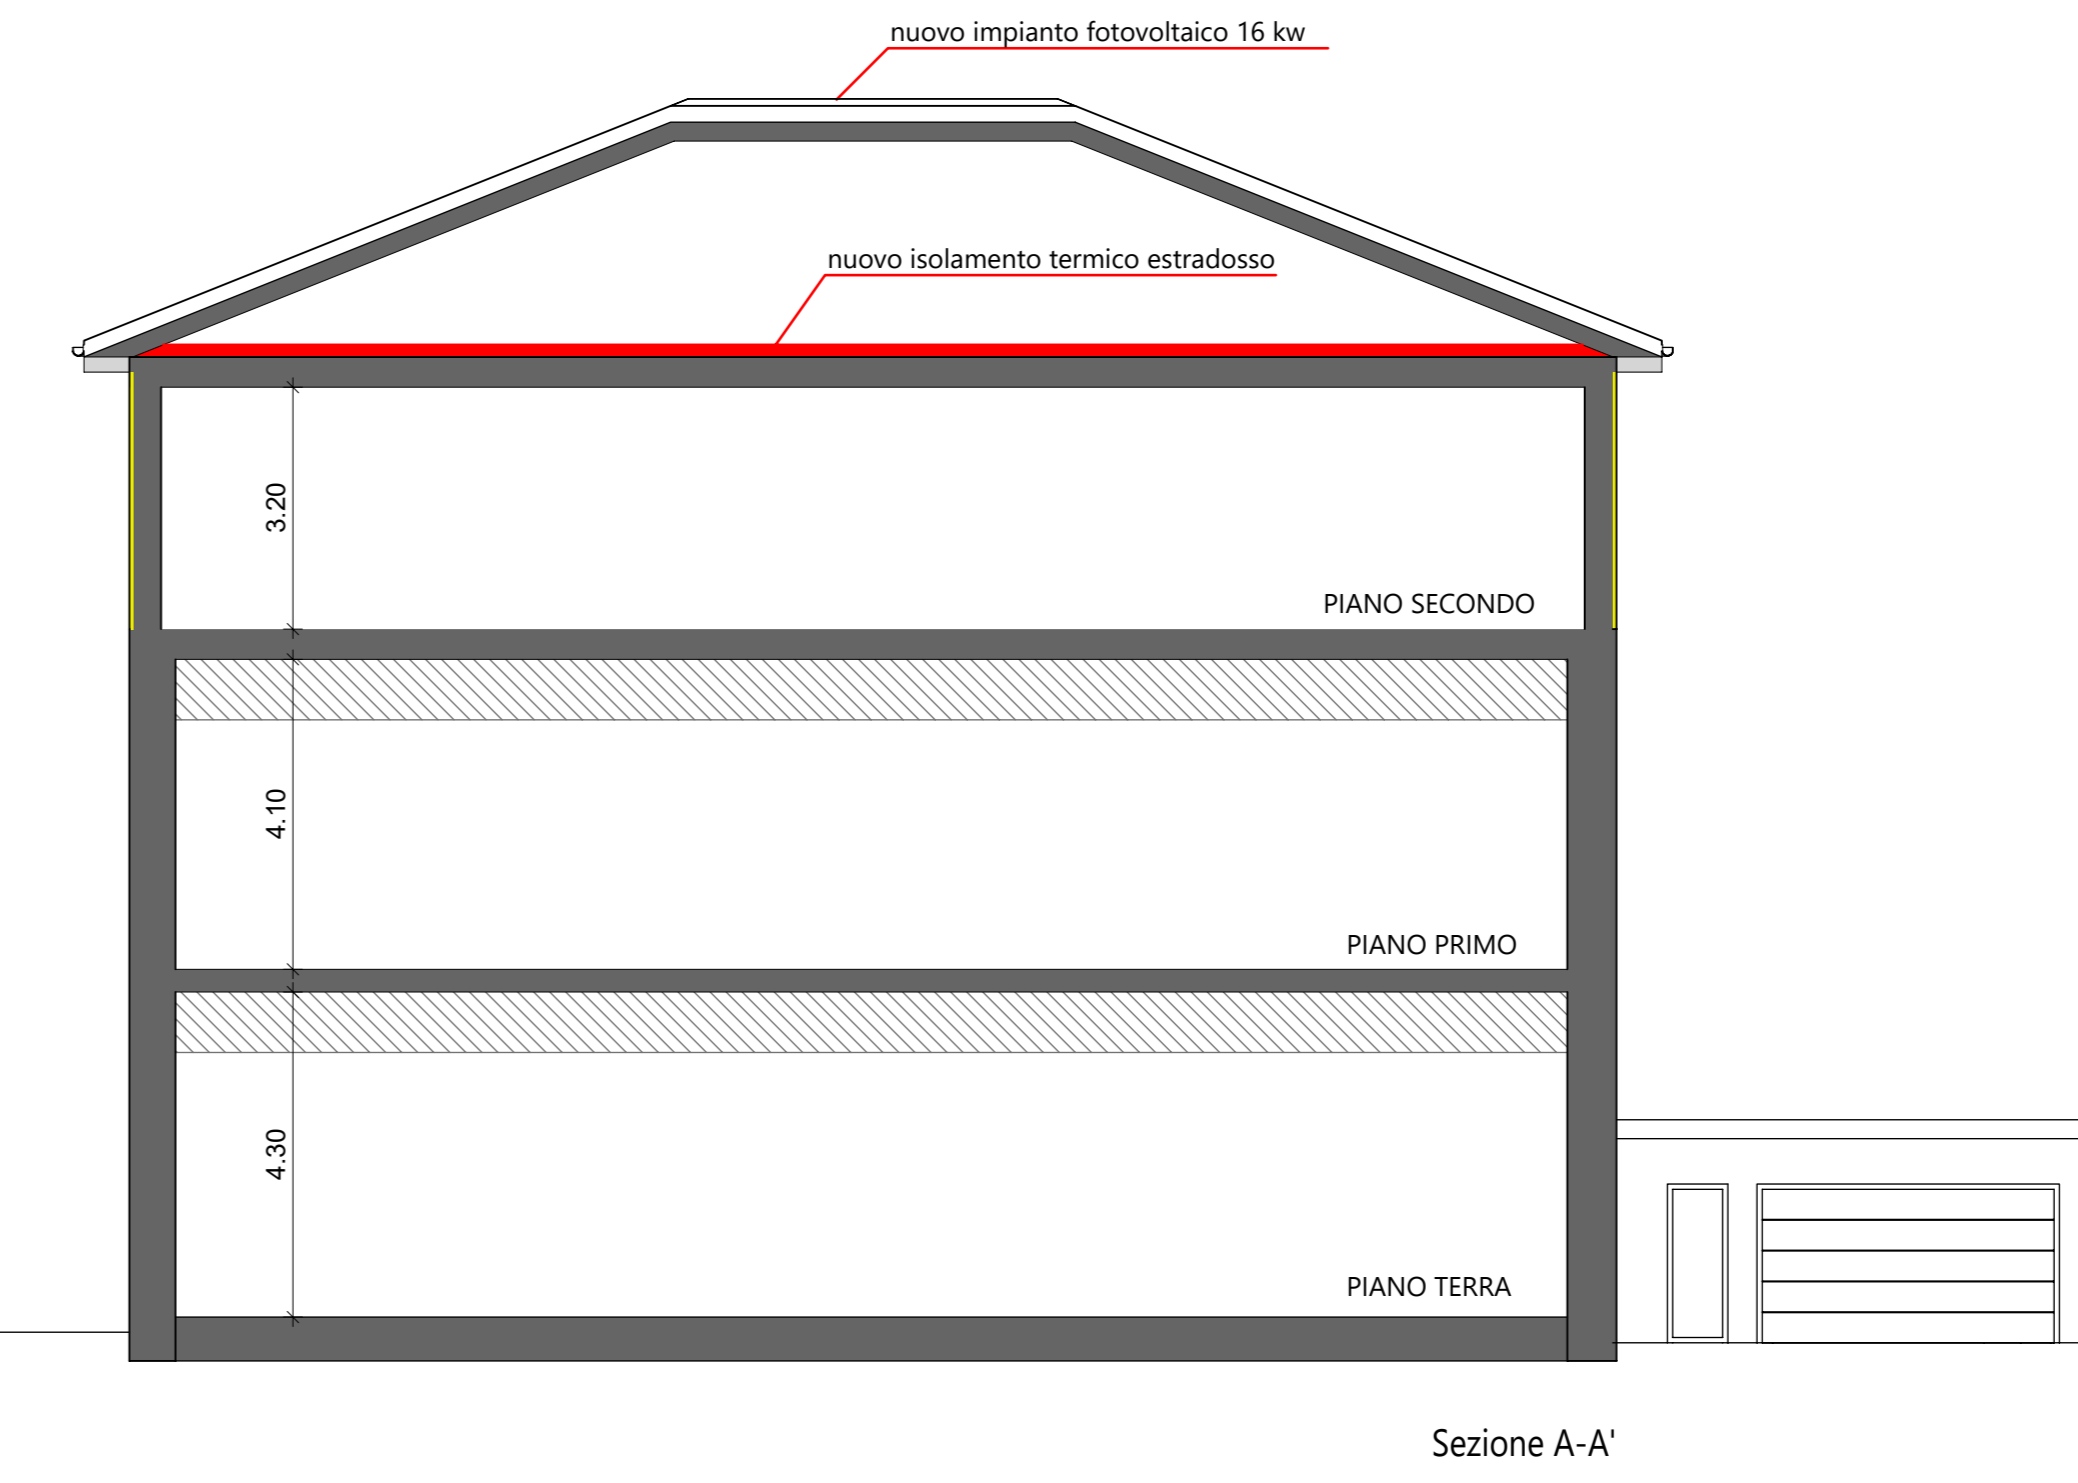 nuovo impianto fotovoltaico 16 kw
nuovo isolamento termico estradosso
3.20
PIANO SECONDO
4.10
PIANO PRIMO
4.30
PIANO TERRA
Sezione A-A'